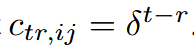 c_{tr,ij} = δ^{t−r}.